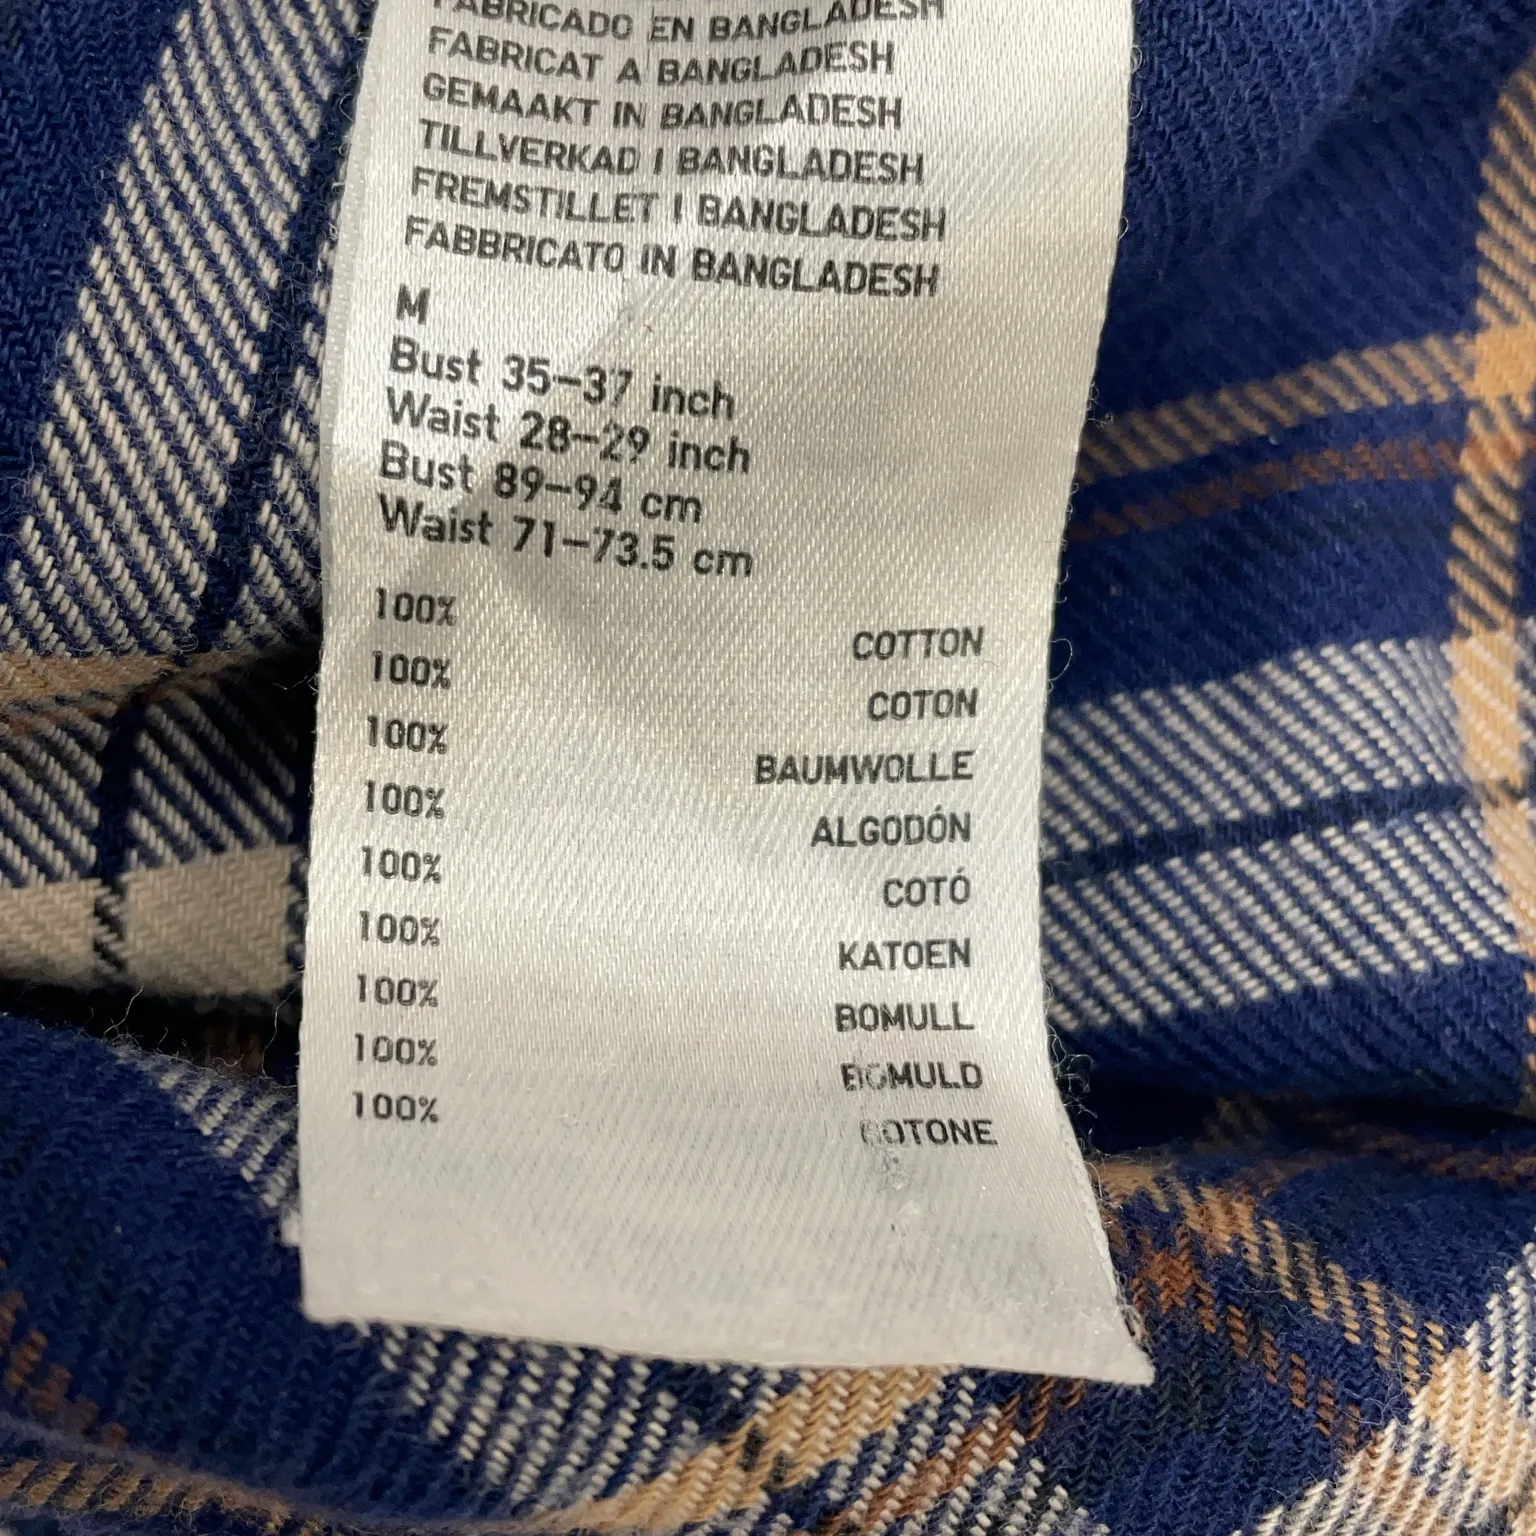 FABRICADO EN BANGLADESH
FABRICAT A BANGLADESH
GEMAAKT IN BANGLADESH
TILLVERKAD I BANGLADESH
FREMSTILLET I BANGLADESH
FABBRICATO IN BANGLADESH
M
Bust 35–37 inch
Waist 28–29 inch
Bust 89–94 cm
Waist 71–73.5 cm
100% COTTON
100% COTON
100% BAUMWOLLE
100% ALGODÓN
100% COTÓ
100% KATOEN
100% BOMULL
100% BOMULD
100% COTONE